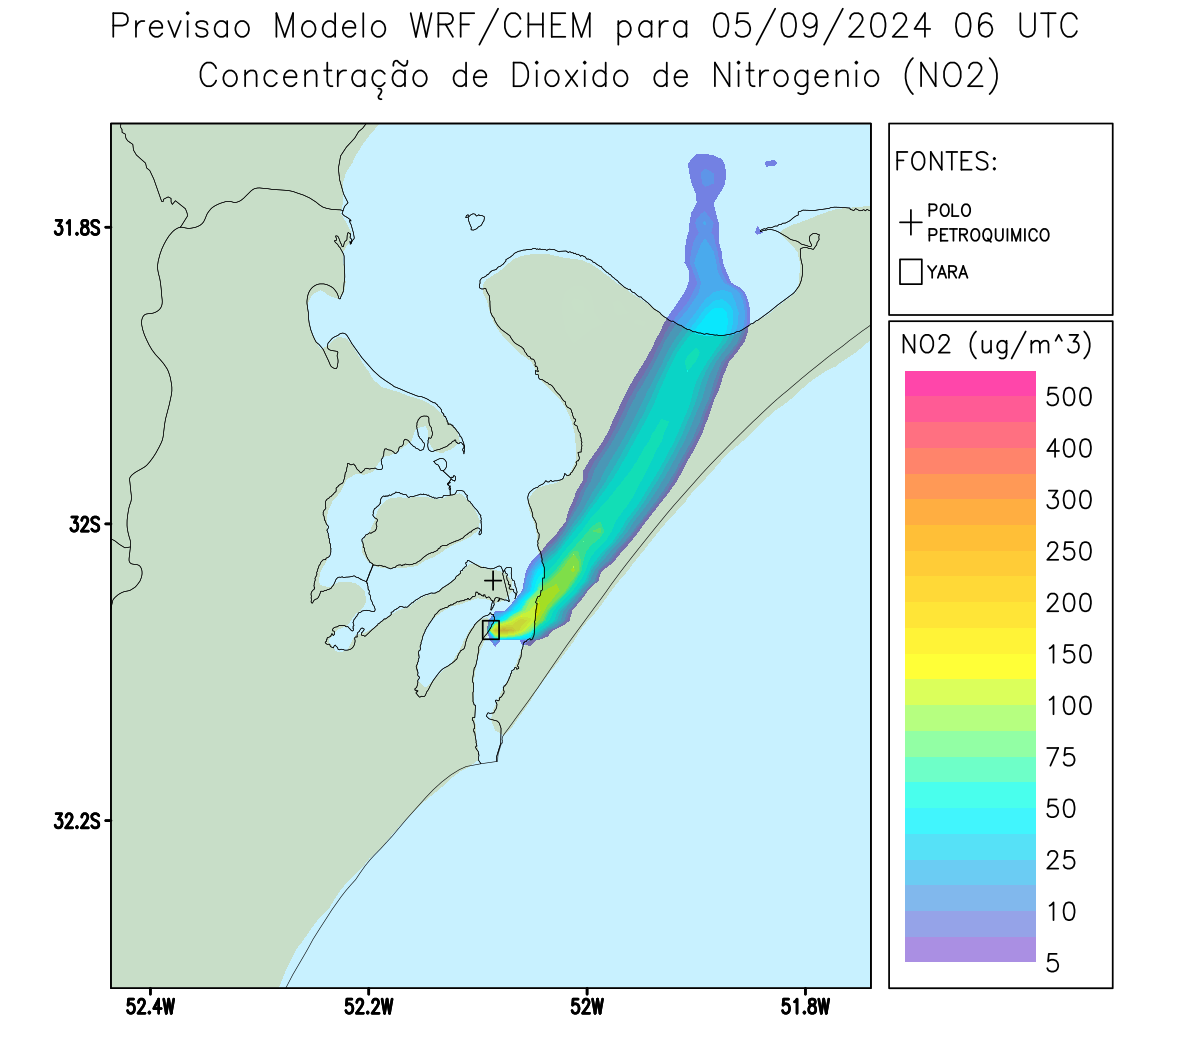 Previsao Modelo WRF/CHEM para 05/09/2024 06 UTC
Concentração de Dioxido de Nitrogenio (NO2)
FONTES:
POLO
PETROQUIMICO
YARA
NO2 (ug/m^3)
500
400
300
250
200
150
100
75
50
25
10
5
31.8S
32S
32.2S
52.4W
52.2W
52W
51.8W